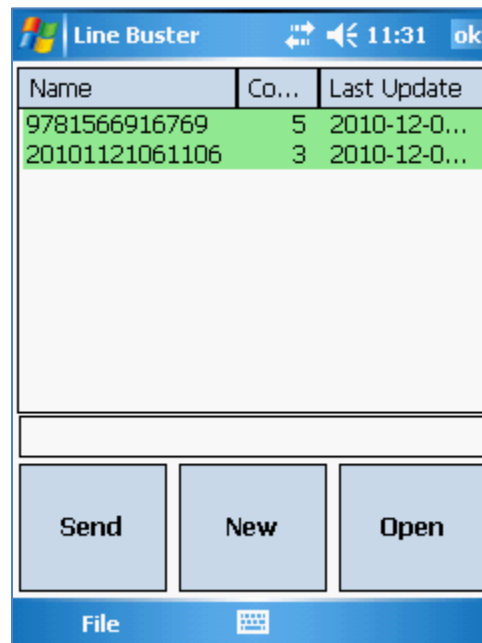 Line Buster 11:31 ok
Name Co... Last Update
9781566916769 5 2010-12-0...
20101121061106 3 2010-12-0...
Send New Open
File